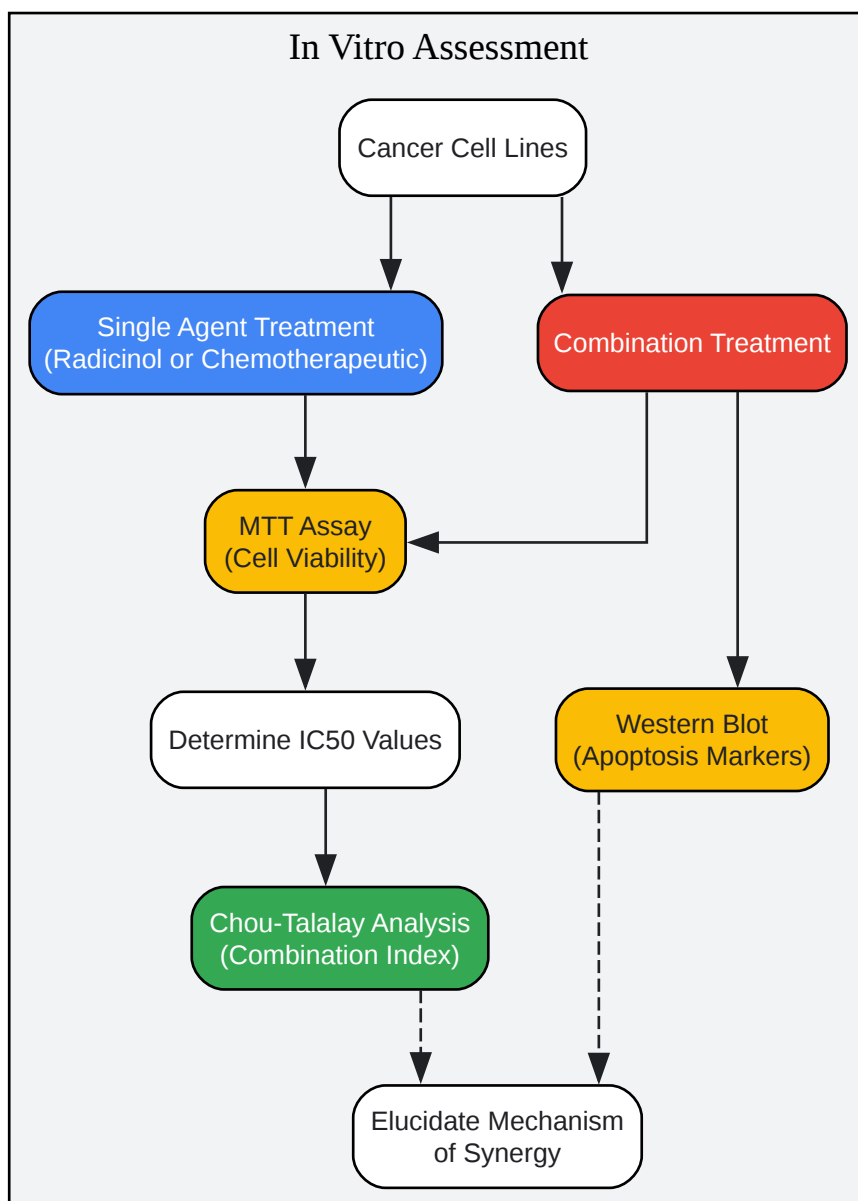 In Vitro Assessment
Cancer Cell Lines
Single Agent Treatment
(Radicinol or Chemotherapeutic)
Combination Treatment
MTT Assay
(Cell Viability)
Determine IC50 Values
Western Blot
(Apoptosis Markers)
Chou-Talalay Analysis
(Combination Index)
Elucidate Mechanism
of Synergy